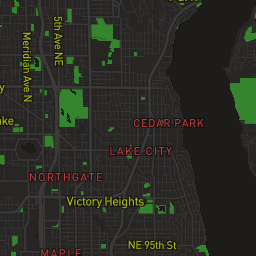 5th Ave NE
Meridian Ave N
CEDAR PARK
LAKE CITY
NORTHGATE
Victory Heights
NE 95th St
MAPLE